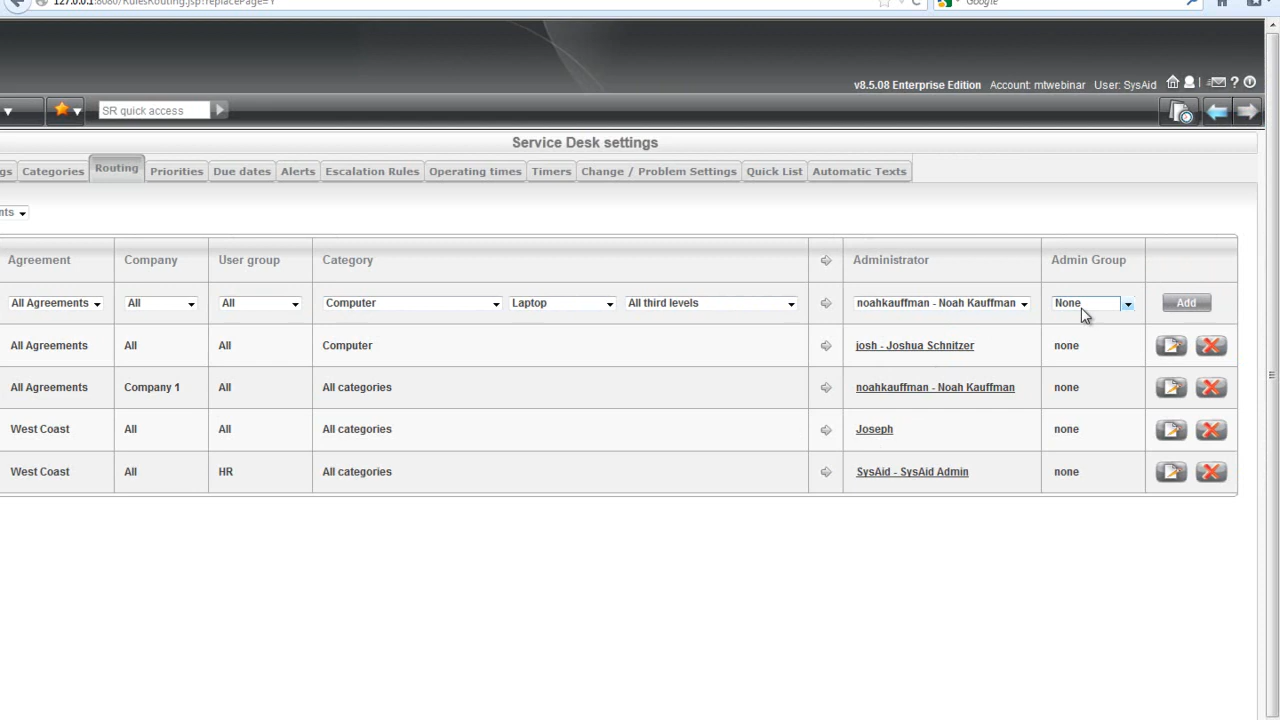 127.0.0.1:8080/RulesRouting.jsp?replacePage=Y
Google
v8.5.08 Enterprise Edition Account: mtwebinar User: SysAid
SR quick access
Service Desk settings
gs Categories Routing Priorities Due dates Alerts Escalation Rules Operating times Timers Change / Problem Settings Quick List Automatic Texts
nts
Agreement Company User group Category Administrator Admin Group
All Agreements All All Computer Laptop All third levels noahkauffman - Noah Kauffman None Add
All Agreements All All Computer josh - Joshua Schnitzer none
All Agreements Company 1 All All categories noahkauffman - Noah Kauffman none
West Coast All All All categories Joseph none
West Coast All HR All categories SysAid - SysAid Admin none